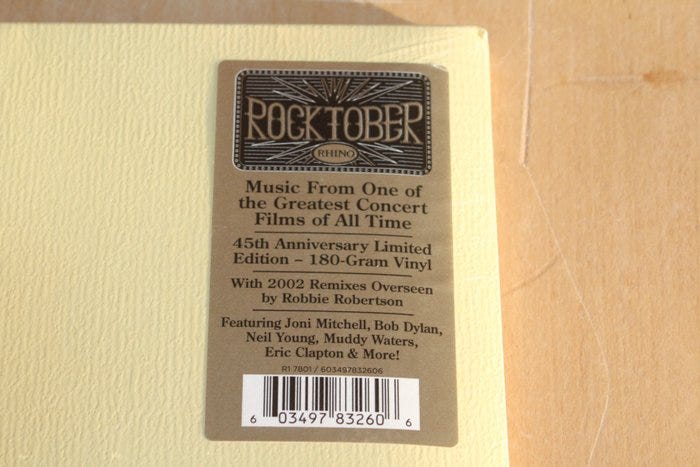 ROCKTOBER
RHINO
Music From One of
the Greatest Concert
Films of All Time
45th Anniversary Limited
Edition – 180-Gram Vinyl
With 2002 Remixes Overseen
by Robbie Robertson
Featuring Joni Mitchell, Bob Dylan,
Neil Young, Muddy Waters,
Eric Clapton & More!
R1 7801 / 603497832606
6 03497 83260 6